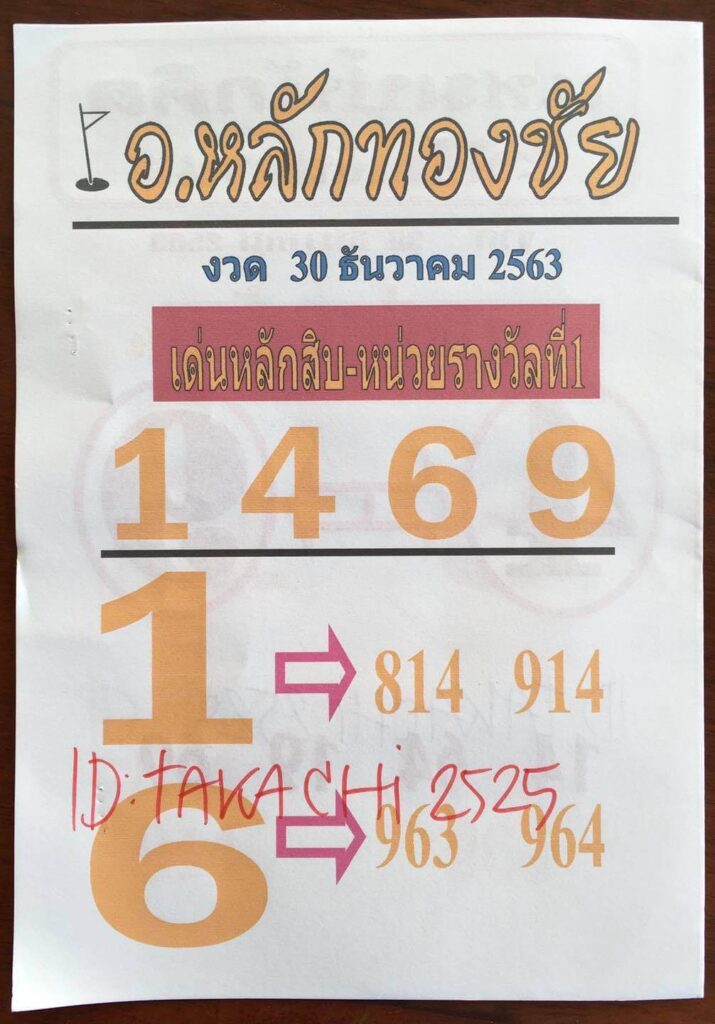 อ.หลักทองชัย
งวด 30 ธันวาคม 2563
เด่นหลักสิบ-หน่วยรางวัลที่1
1 4 6 9
1 814 914
ID: TAKACHi 2525
6 963 964